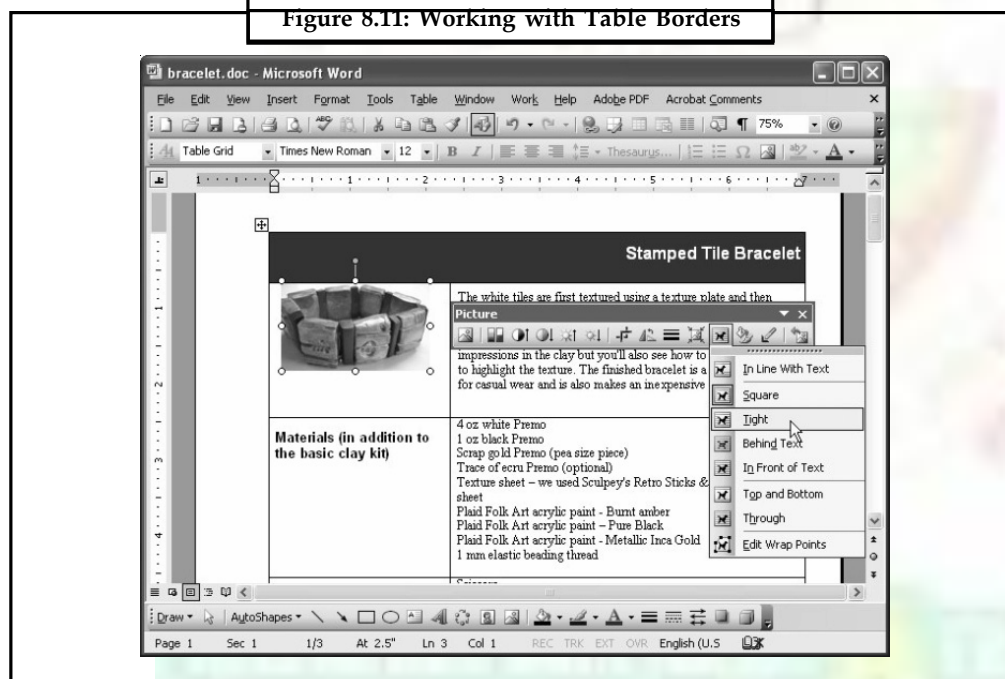 Figure 8.11: Working with Table Borders
bracelet.doc - Microsoft Word
File Edit View Insert Format Tools Table Window Work Help Adobe PDF Acrobat Comments
75%
Table Grid Times New Roman 12 B I Thesaurus...
1 1 2 3 4 5 6 7
Stamped Tile Bracelet
The white tiles are first textured using a texture plate and then
Picture
impressions in the clay but you'll also see how to
to highlight the texture. The finished bracelet is a
for casual wear and is also makes an inexpensive
In Line With Text
Square
Tight
Behind Text
In Front of Text
Top and Bottom
Through
Edit Wrap Points
Materials (in addition to
the basic clay kit)
4 oz white Premo
1 oz black Premo
Scrap gold Premo (pea size piece)
Trace of ecru Premo (optional)
Texture sheet – we used Sculpey's Retro Sticks &
sheet
Plaid Folk Art acrylic paint - Burnt amber
Plaid Folk Art acrylic paint – Pure Black
Plaid Folk Art acrylic paint - Metallic Inca Gold
1 mm elastic beading thread
Draw AutoShapes
Page 1 Sec 1 1/3 At 2.5" Ln 3 Col 1 REC TRK EXT OVR English (U.S